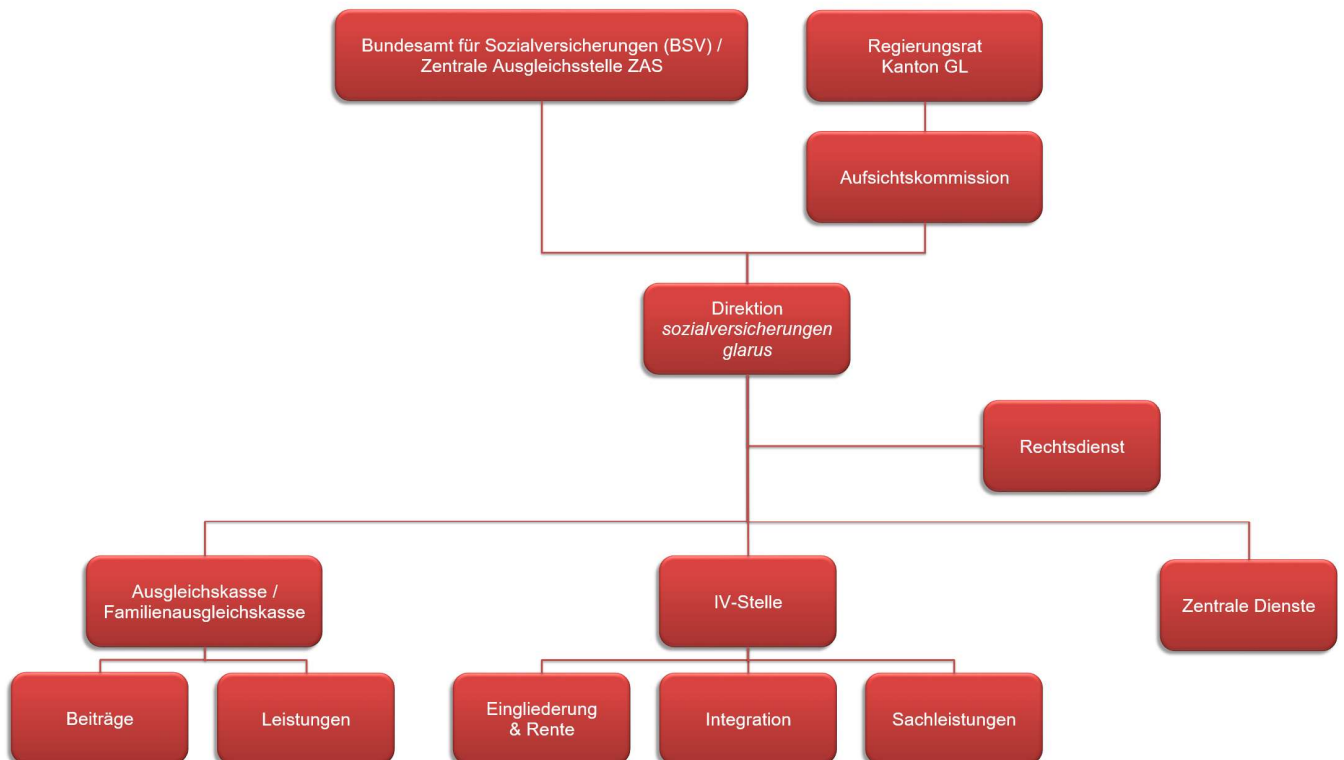 Bundesamt für Sozialversicherungen (BSV) /
Zentrale Ausgleichsstelle ZAS
Regierungsrat
Kanton GL
Aufsichtskommission
Direktion
sozialversicherungen
glarus
Rechtsdienst
Ausgleichskasse /
Familienausgleichskasse
IV-Stelle
Zentrale Dienste
Beiträge
Leistungen
Eingliederung
& Rente
Integration
Sachleistungen